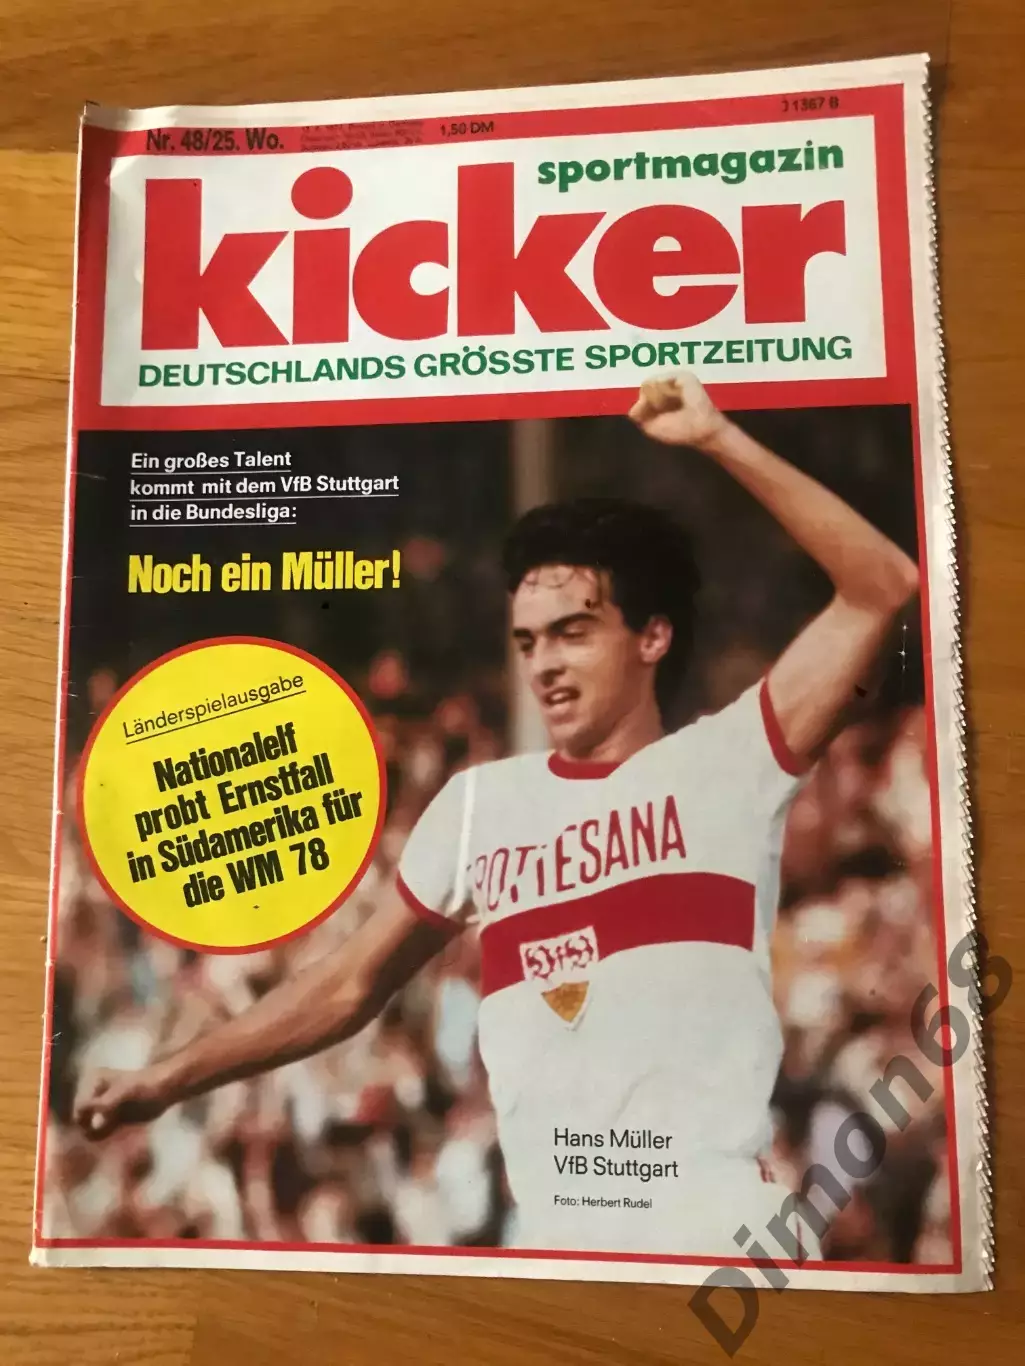 Nr. 48/25. Wo.
1,50 DM
1367 B
sportmagazin
kicker
DEUTSCHLANDS GRÖSSTE SPORTZEITUNG
Ein großes Talent
kommt mit dem VfB Stuttgart
in die Bundesliga:
Noch ein Müller!
Länderspielausgabe
Nationalelf
probt Ernstfall
in Südamerika für
die WM 78
VfB
Hans Müller
VfB Stuttgart
Foto: Herbert Rudel
Dimon68